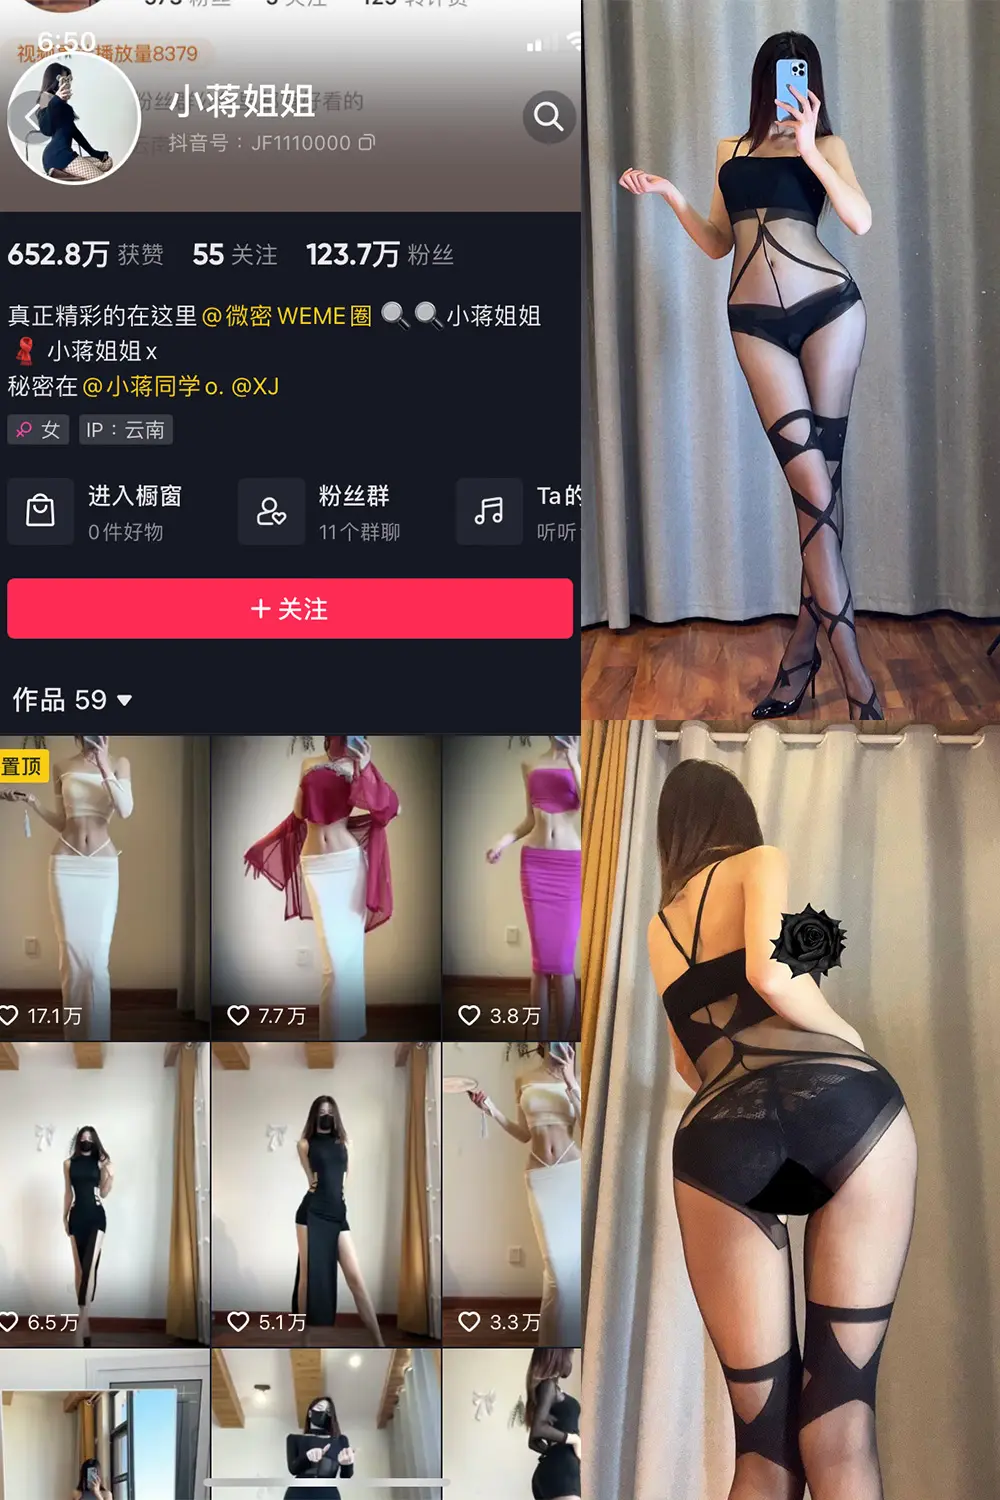 6:50
视频 播放量8379
小蒋姐姐
抖音号：JF1110000
652.8万 获赞 55 关注 123.7万 粉丝
真正精彩的在这里@微密 WEME圈 小蒋姐姐
小蒋姐姐 x
秘密在@小蒋同学o. @XJ
女 IP：云南
进入橱窗 粉丝群 Ta的
0件好物 11个群聊 听听
+ 关注
作品 59
置顶
17.1万 7.7万 3.8万
6.5万 5.1万 3.3万